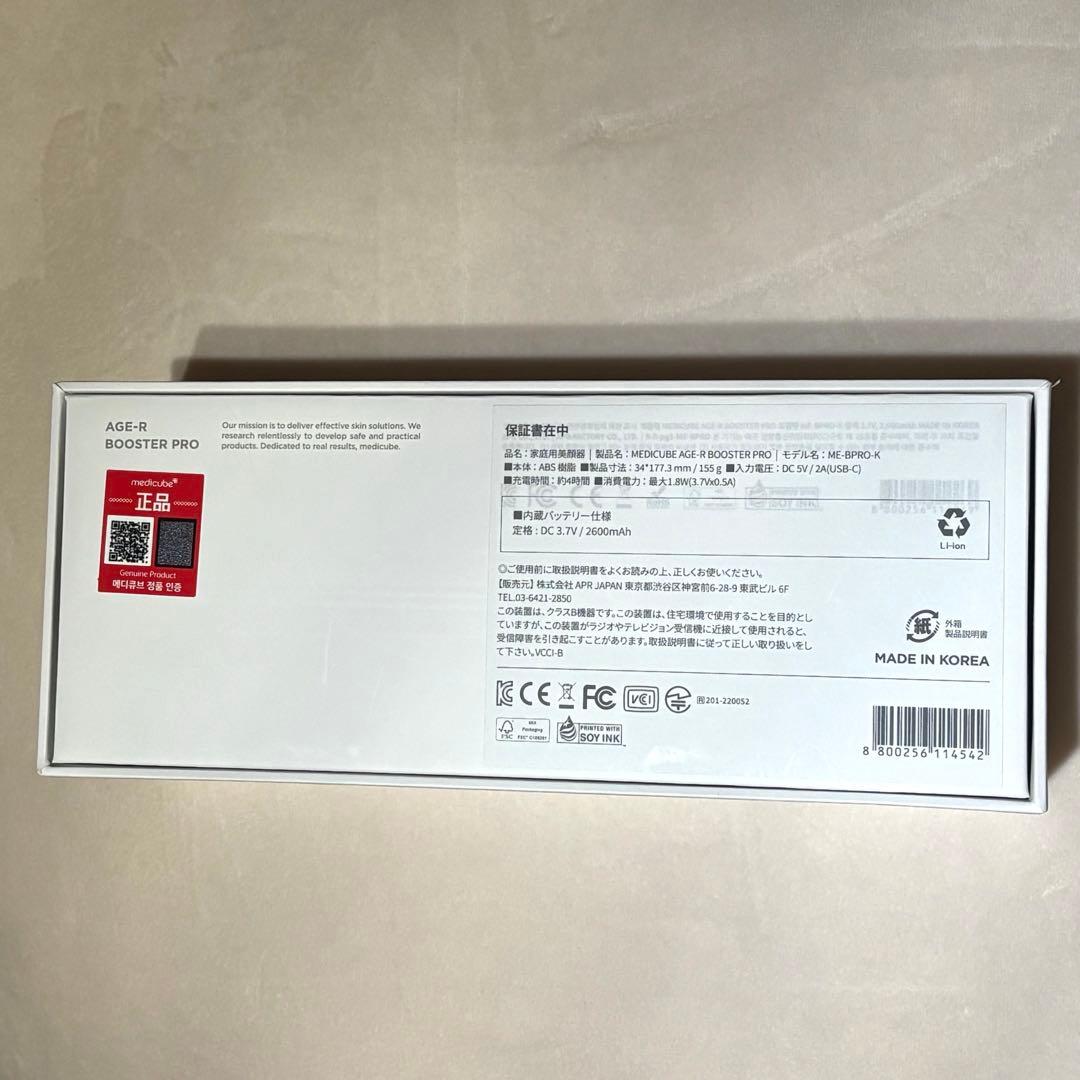 AGE-R
BOOSTER PRO
Our mission is to deliver effective skin solutions. We
research relentlessly to develop safe and practical
products. Dedicated to real results, medicube.
medicube
正品
Genuine Product
메디큐브 정품 인증
保証書在中
品名：家庭用美顔器｜製品名：MEDICUBE AGE-R BOOSTER PRO｜モデル名：ME-BPRO-K
■本体：ABS 樹脂 ■製品寸法：34*177.3 mm / 155 g ■入力電圧：DC 5V / 2A(USB-C)
■充電時間：約4時間 ■消費電力：最大1.8W(3.7Vx0.5A)
■内蔵バッテリー仕様
定格：DC 3.7V / 2600mAh
Li-ion
◎ご使用前に取扱説明書をよくお読みの上、正しくお使いください。
【販売元】株式会社 APR JAPAN 東京都渋谷区神宮前6-28-9 東武ビル 6F
TEL.03-6421-2850
この装置は、クラスB機器です。この装置は、住宅環境で使用することを目的とし
ていますが、この装置がラジオやテレビジョン受信機に近接して使用されると、
受信障害を引き起こすことがあります。取扱説明書に従って正しい取り扱いをし
て下さい。VCCI-B
紙
外箱
製品説明書
MADE IN KOREA
CE FC VCI R 201-220052
FSC
MIX
Packaging
PRINTED WITH
SOY INK
8 800256 114542